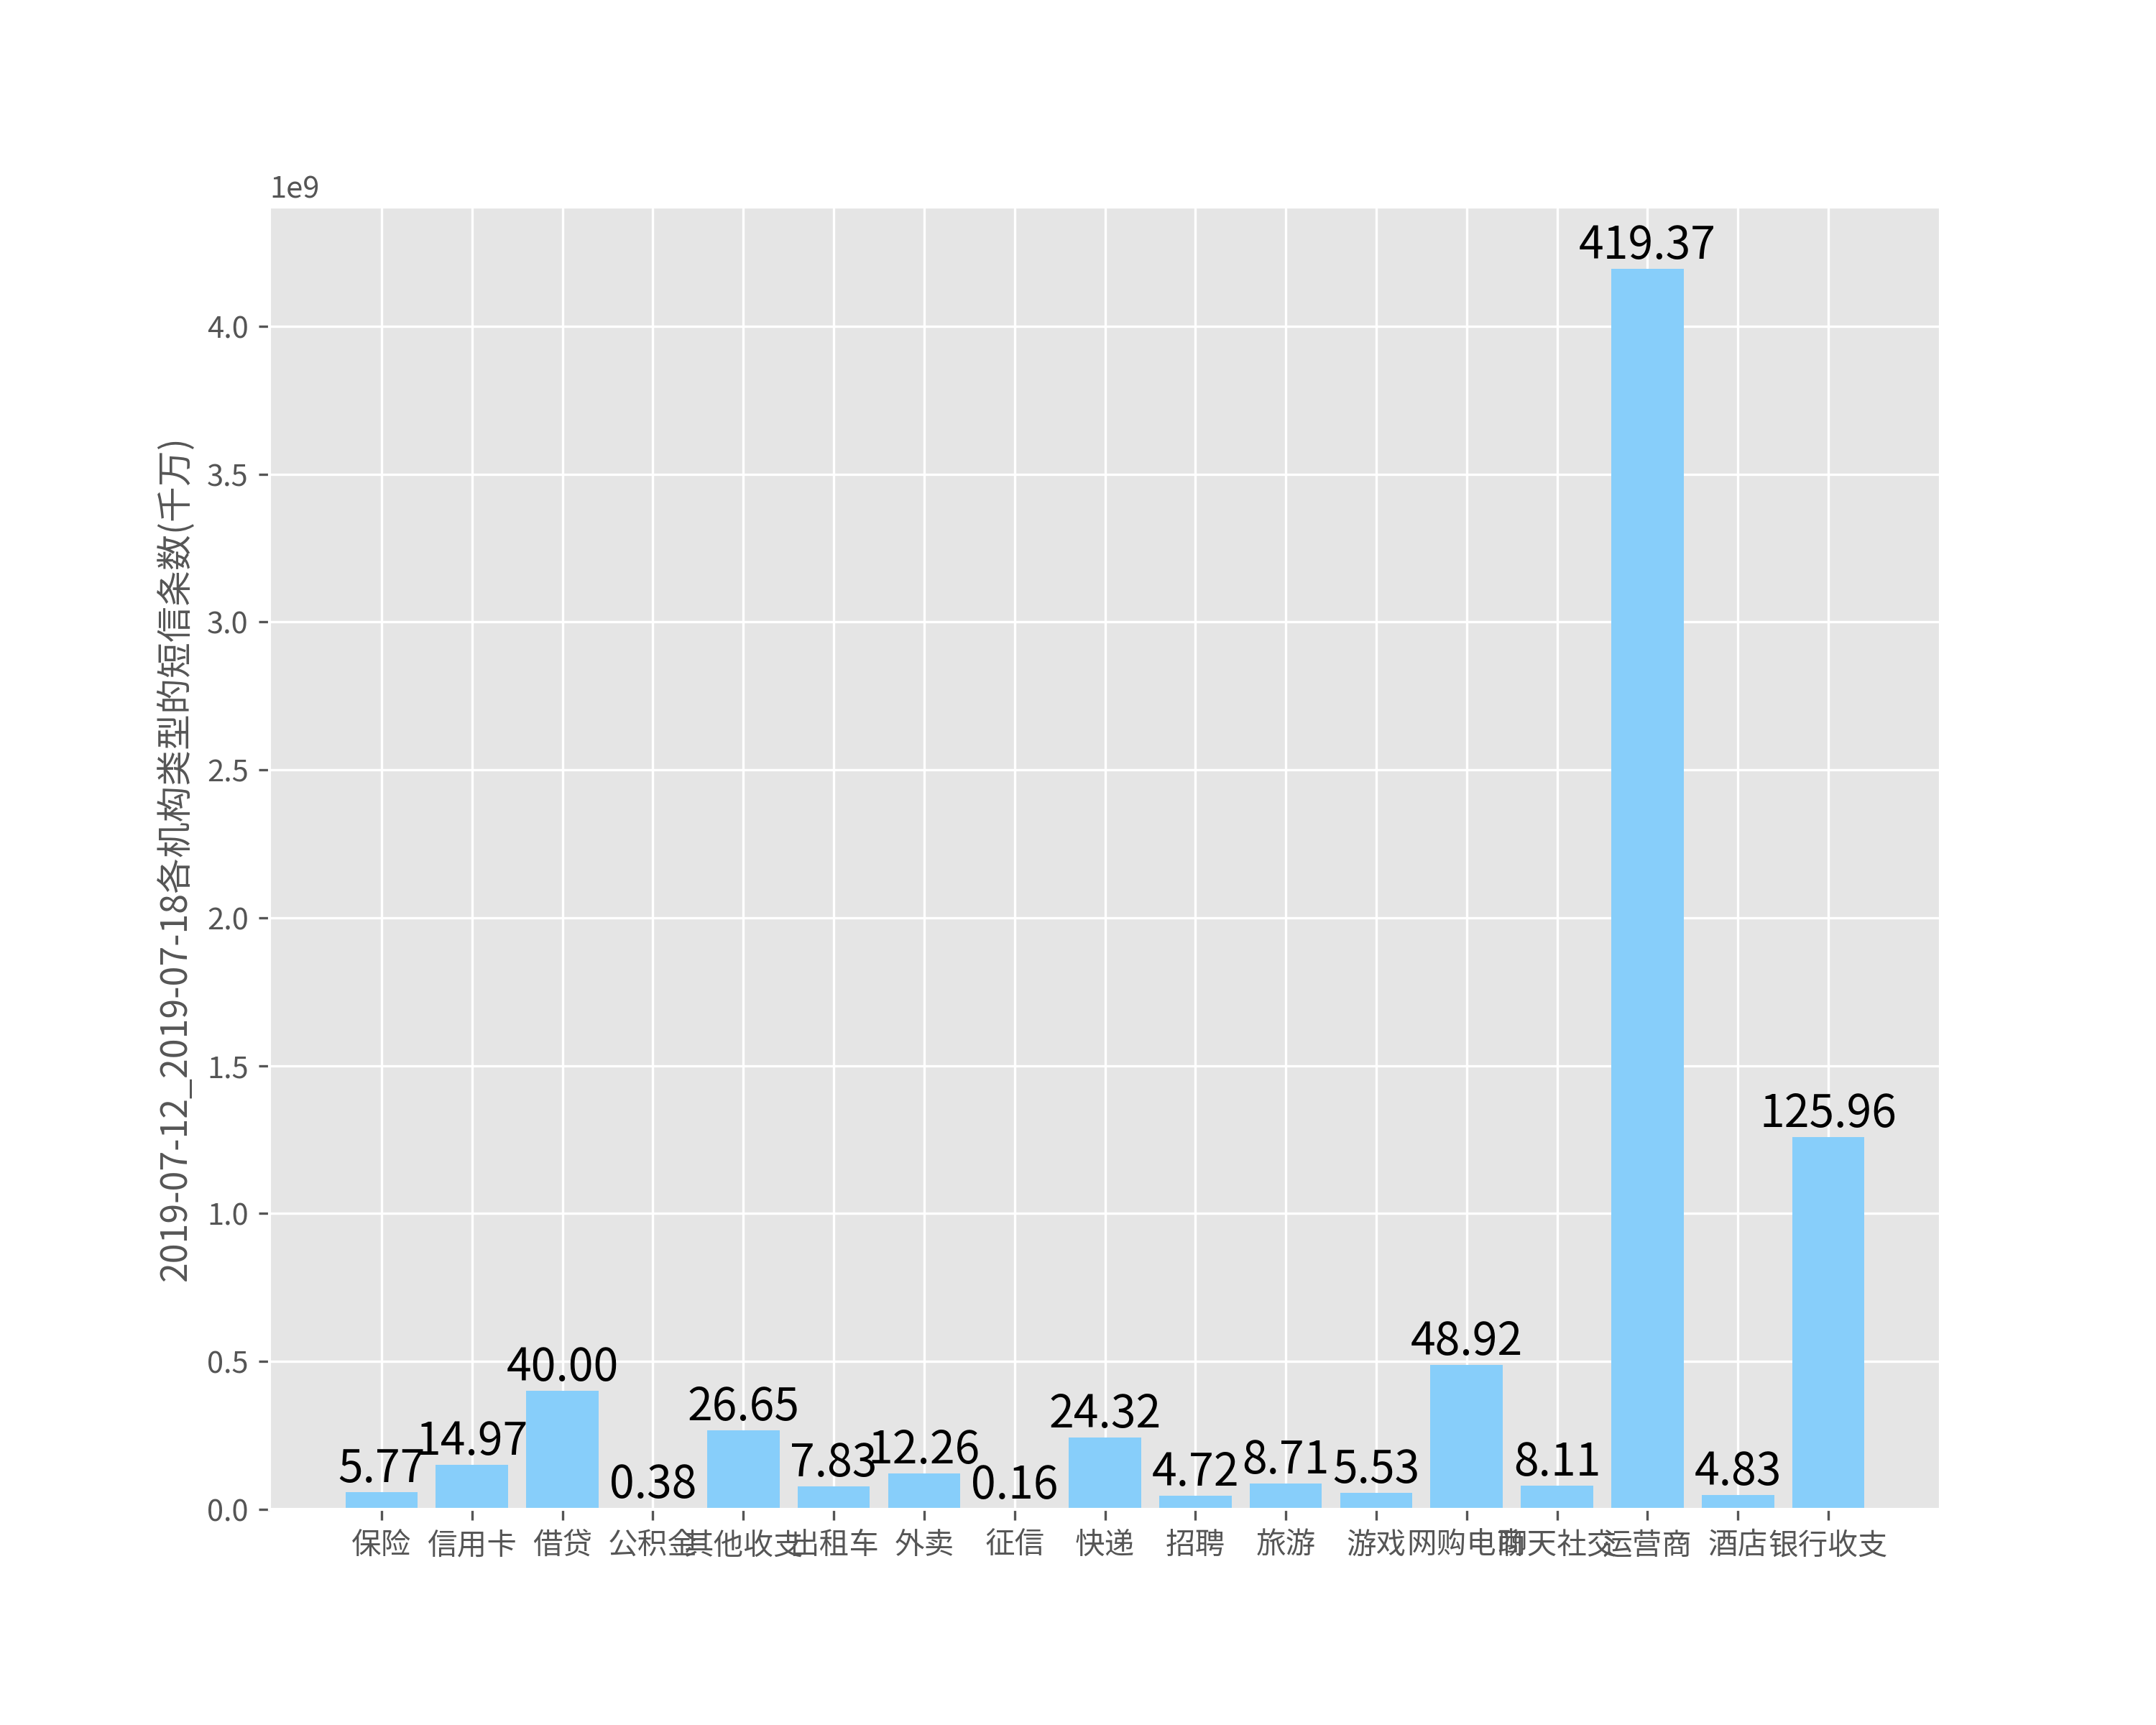 1e9
2019-07-12_2019-07-18各机构类型的短信条数(千万)
4.0
3.5
3.0
2.5
2.0
1.5
1.0
0.5
0.0
5.77
14.97
40.00
0.38
26.65
7.83
12.26
0.16
24.32
4.72
8.71
5.53
48.92
8.11
419.37
4.83
125.96
保险
信用卡
借贷
公积金
其他收支
出租车
外卖
征信
快递
招聘
旅游
游戏
网购电商
聊天社交
运营商
酒店
银行收支